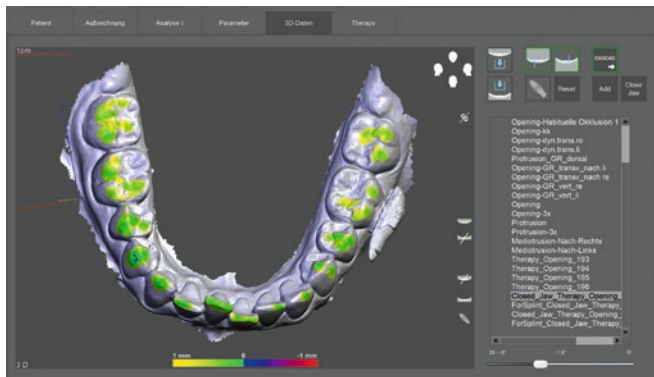 Patient
Aufzeichnung
Analyse I
Parameter
3D-Daten
Therapy
1cm
EXOCAD
Reset
Add
Close
Jaw
Opening-Habituelle Okklusion 1
Opening-kk
Opening-dyn.trans.re
Opening-dyn.trans.li
Protrusion_GR_dorsal
Opening-GR_transv_nach li
Opening-GR_transv_nach re
Opening-GR_vert_re
Opening-GR_vert_li
Opening
Opening-3x
Protrusion
Protrusion-3x
Mediotrusion-Nach-Rechts
Mediotrusion-Nach-Links
Therapy_Opening_193
Therapy_Opening_194
Therapy_Opening_195
Therapy_Opening_196
Closed_Jaw_Therapy_Opening_
ForSplint_Closed_Jaw_Therapy_
Closed_Jaw_Therapy_Opening_
ForSplint_Closed_Jaw_Therapy_
1 mm
0
-1 mm